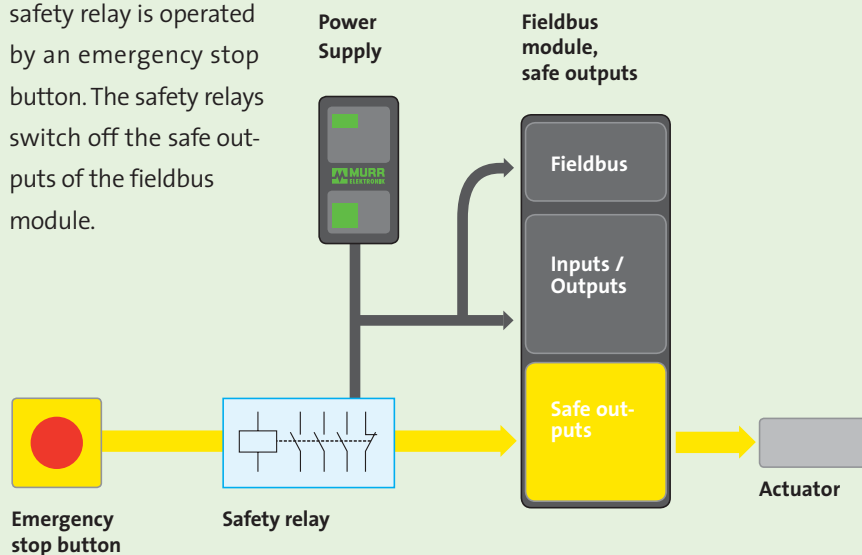 safety relay is operated
by an emergency stop
button. The safety relays
switch off the safe out-
puts of the fieldbus
module.
Power
Supply
Fieldbus
module,
safe outputs
MURR
ELEKTRONIK
Fieldbus
Inputs /
Outputs
Safe out-
puts
Emergency
stop button
Safety relay
Actuator